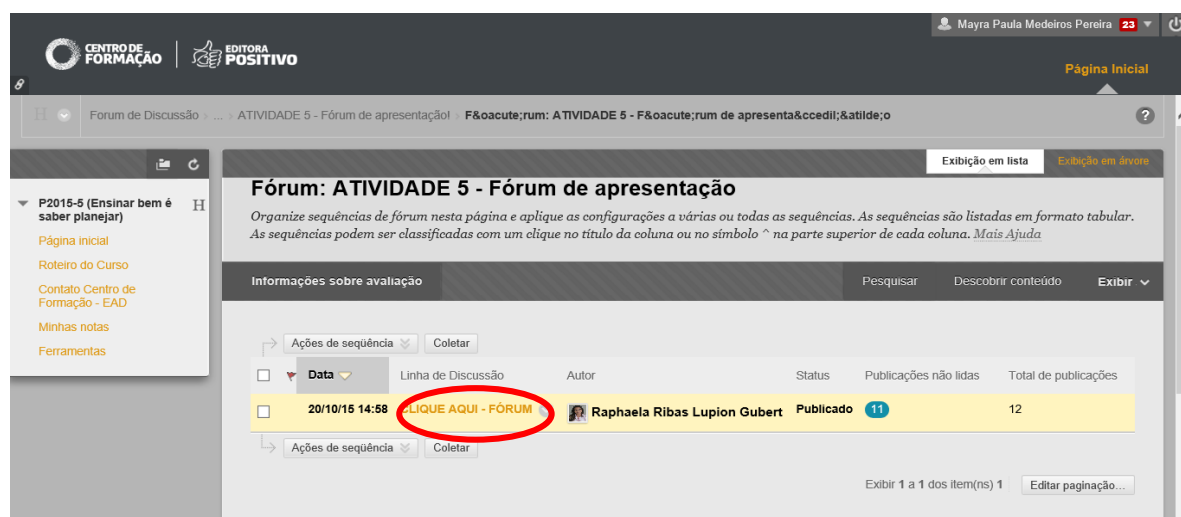 Mayra Paula Medeiros Pereira 23
CENTRO DE FORMAÇÃO
EDITORA POSITIVO
Página Inicial
H Forum de Discussão ... ATIVIDADE 5 - Fórum de apresentação! F&oacute;rum: ATIVIDADE 5 - F&oacute;rum de apresenta&ccedil;&atilde;o ?
Exibição em lista Exibição em árvore
P2015-5 (Ensinar bem é saber planejar) H
Página inicial
Roteiro do Curso
Contato Centro de
Formação - EAD
Minhas notas
Ferramentas
Fórum: ATIVIDADE 5 - Fórum de apresentação
Organize sequências de fórum nesta página e aplique as configurações a várias ou todas as sequências. As sequências são listadas em formato tabular.
As sequências podem ser classificadas com um clique no título da coluna ou no símbolo ^ na parte superior de cada coluna. Mais Ajuda
Informações sobre avaliação Pesquisar Descobrir conteúdo Exibir
Ações de seqüência Coletar
Data Linha de Discussão Autor Status Publicações não lidas Total de publicações
20/10/15 14:58 CLIQUE AQUI - FÓRUM Raphaela Ribas Lupion Gubert Publicado 11 12
Ações de seqüência Coletar
Exibir 1 a 1 dos item(ns) 1 Editar paginação...